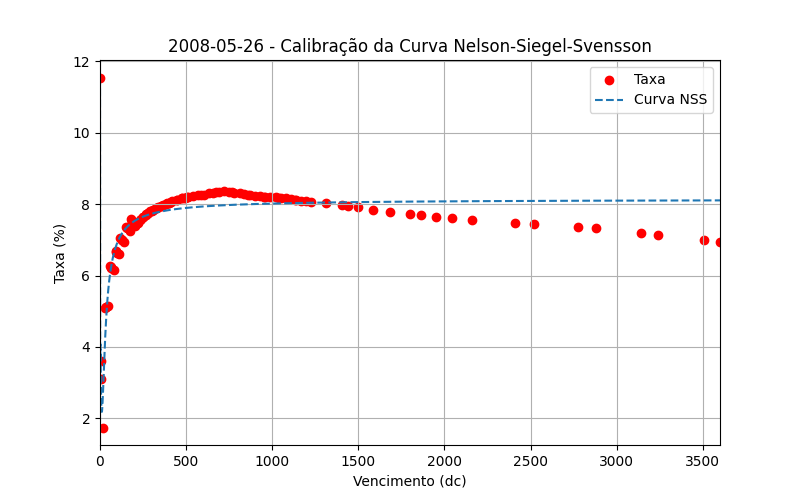 2008-05-26 - Calibração da Curva Nelson-Siegel-Svensson
Taxa
Curva NSS
12
10
8
6
4
2
Taxa (%)
0 500 1000 1500 2000 2500 3000 3500
Vencimento (dc)